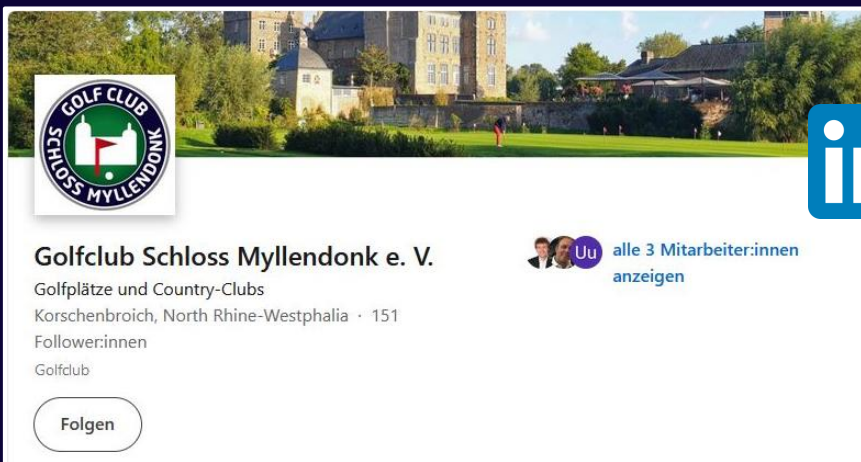 GOLF CLUB
SCHLOSS MYLLENDONK
Golfclub Schloss Myllendonk e. V.
Golfplätze und Country-Clubs
Korschenbroich, North Rhine-Westphalia · 151
Follower:innen
Golfclub
Folgen
Uu
alle 3 Mitarbeiter:innen
anzeigen
in